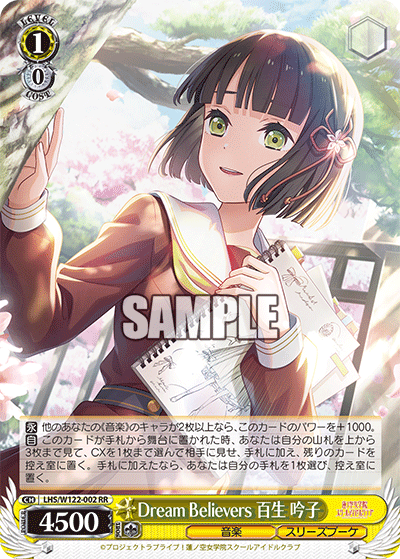 LEVEL
1
0
COST
SAMPLE
永 他のあなたの《音楽》のキャラが2枚以上なら、このカードのパワーを+1000。
自 このカードが手札から舞台に置かれた時、あなたは自分の山札を上から
3枚まで見て、CXを1枚まで選んで相手に見せ、手札に加え、残りのカードを
控え室に置く。手札に加えたなら、あなたは自分の手札を1枚選び、控え室に
置く。
CH LHS/W122-002 RR
4500
POWER
Dream Believers 百生 吟子
音楽
スリーズブーケ
©プロジェクトラブライブ!蓮ノ空女学院スクールアイドルクラブ